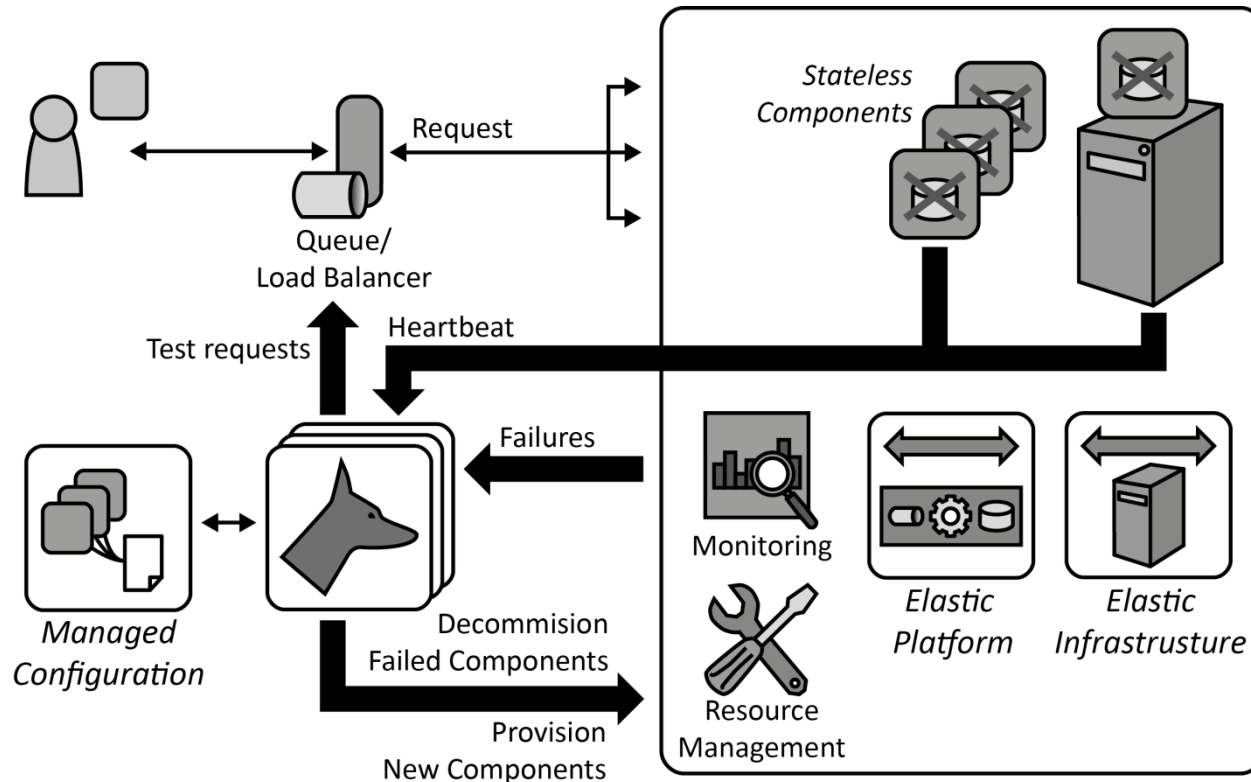 Stateless
Components
Request
Queue/
Load Balancer
Heartbeat
Test requests
Failures
Monitoring
Managed
Configuration
Decommision
Failed Components
Elastic
Platform
Elastic
Infrastrusture
Resource
Management
Provision
New Components